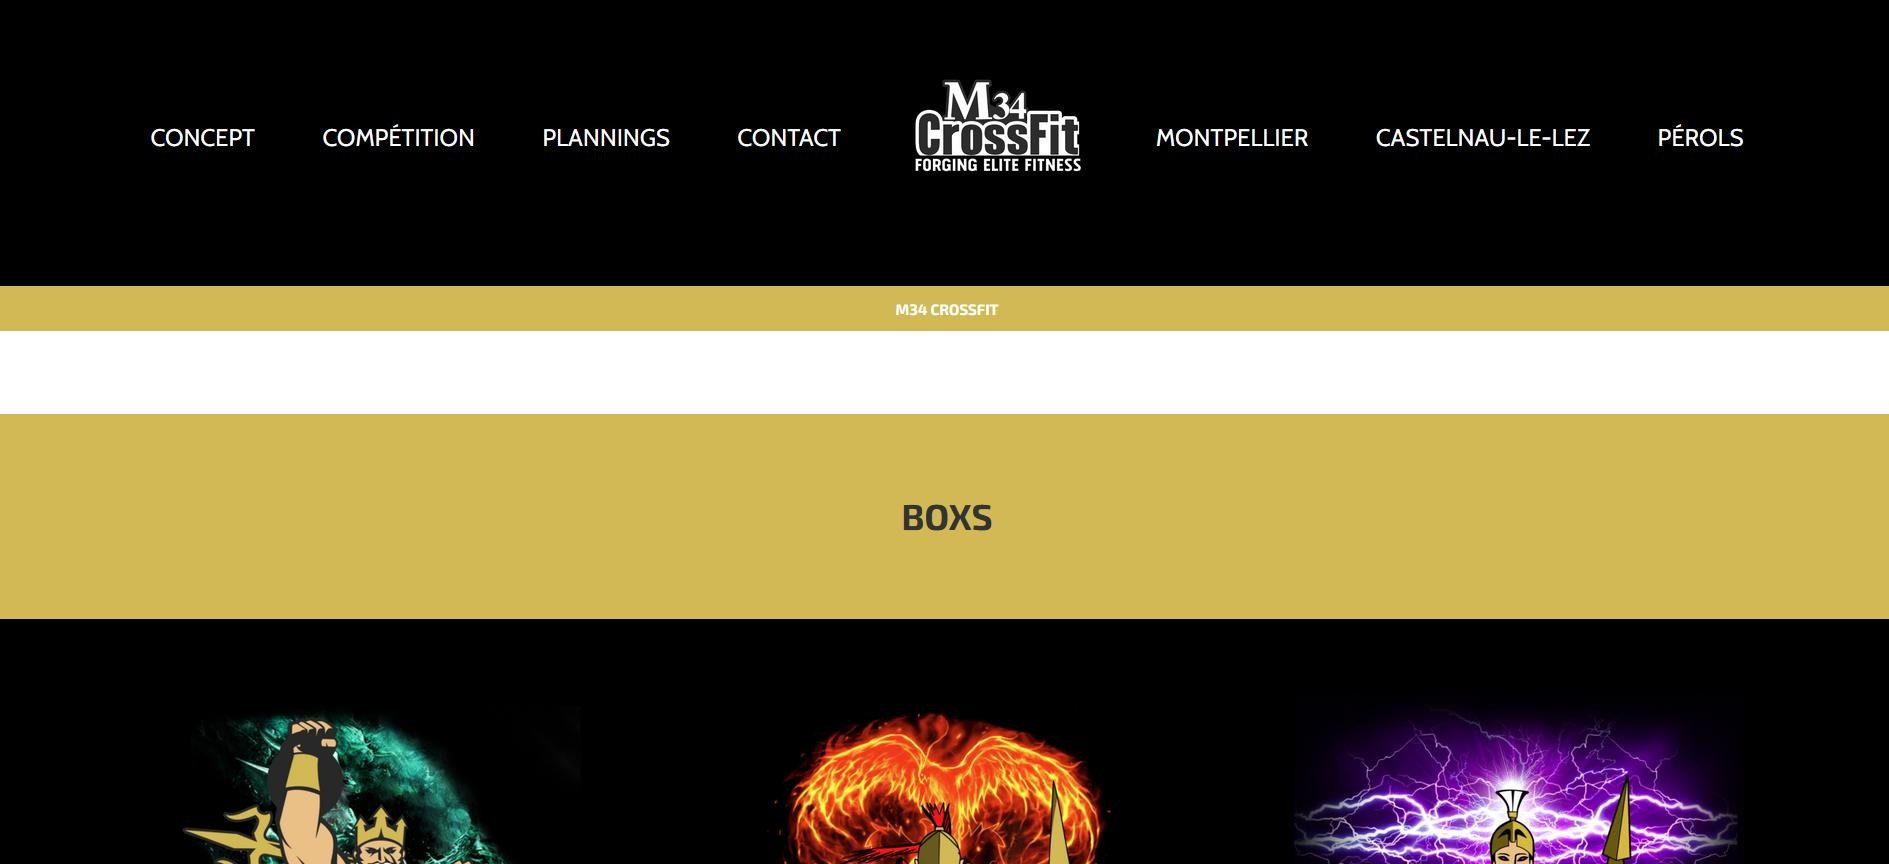 CONCEPT
COMPÉTITION
PLANNINGS
CONTACT
M34
CrossFit
FORGING ELITE FITNESS
MONTPELLIER
CASTELNAU-LE-LEZ
PÉROLS
M34 CROSSFIT
BOXS